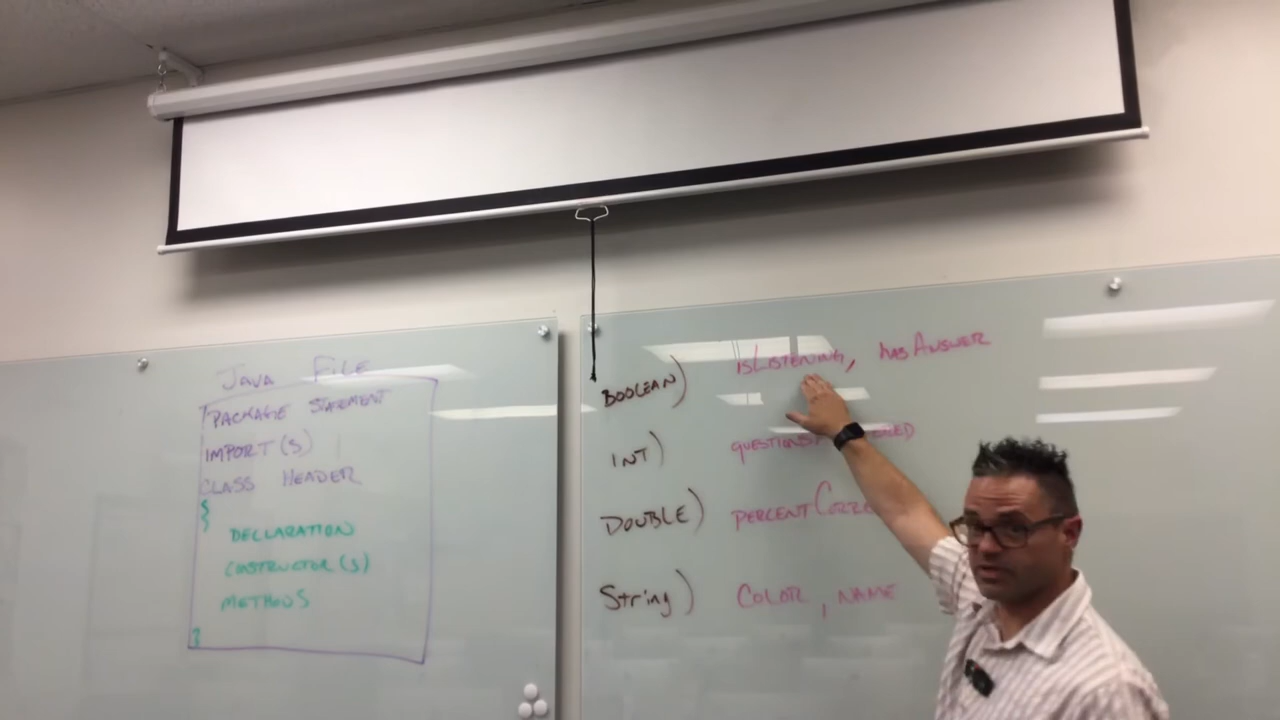 Java File
PACKAGE STATEMENT
IMPORT(S)
CLASS HEADER
{
DECLARATION
CONSTRUCTOR(S)
METHODS
}
BOOLEAN) isListening, hasAnswer
INT)
DOUBLE)
String) COLOR, NAME